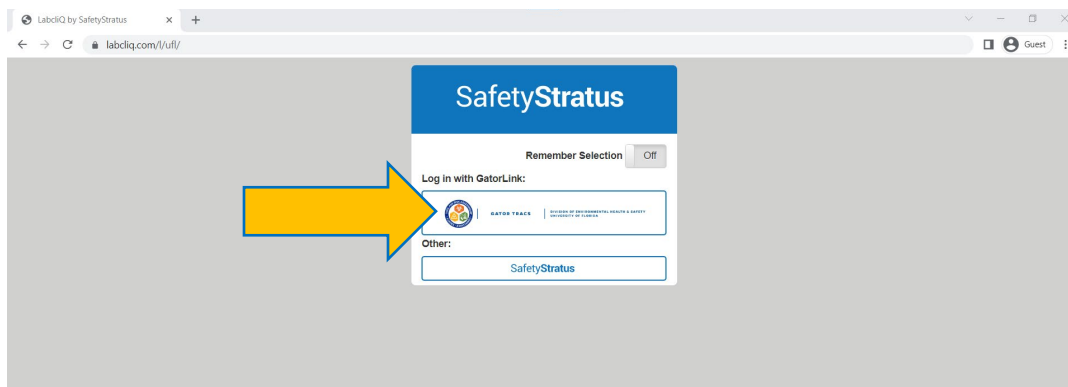 LabcliQ by SafetyStratus
labcliq.com/l/ufl/
Guest
SafetyStratus
Remember Selection Off
Log in with GatorLink:
GATOR TRACS DIVISION OF ENVIRONMENTAL HEALTH & SAFETY
UNIVERSITY OF FLORIDA
Other:
SafetyStratus